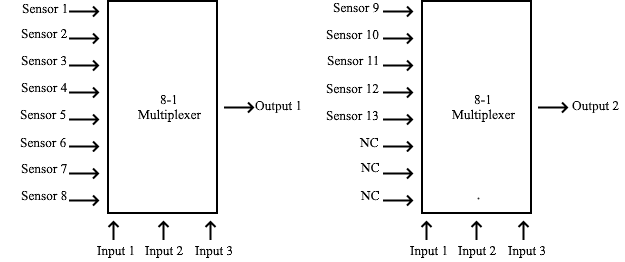 Sensor 1
Sensor 2
Sensor 3
Sensor 4
Sensor 5
Sensor 6
Sensor 7
Sensor 8
8-1
Multiplexer
Output 1
Input 1 Input 2 Input 3
Sensor 9
Sensor 10
Sensor 11
Sensor 12
Sensor 13
NC
NC
NC
8-1
Multiplexer
Output 2
Input 1 Input 2 Input 3